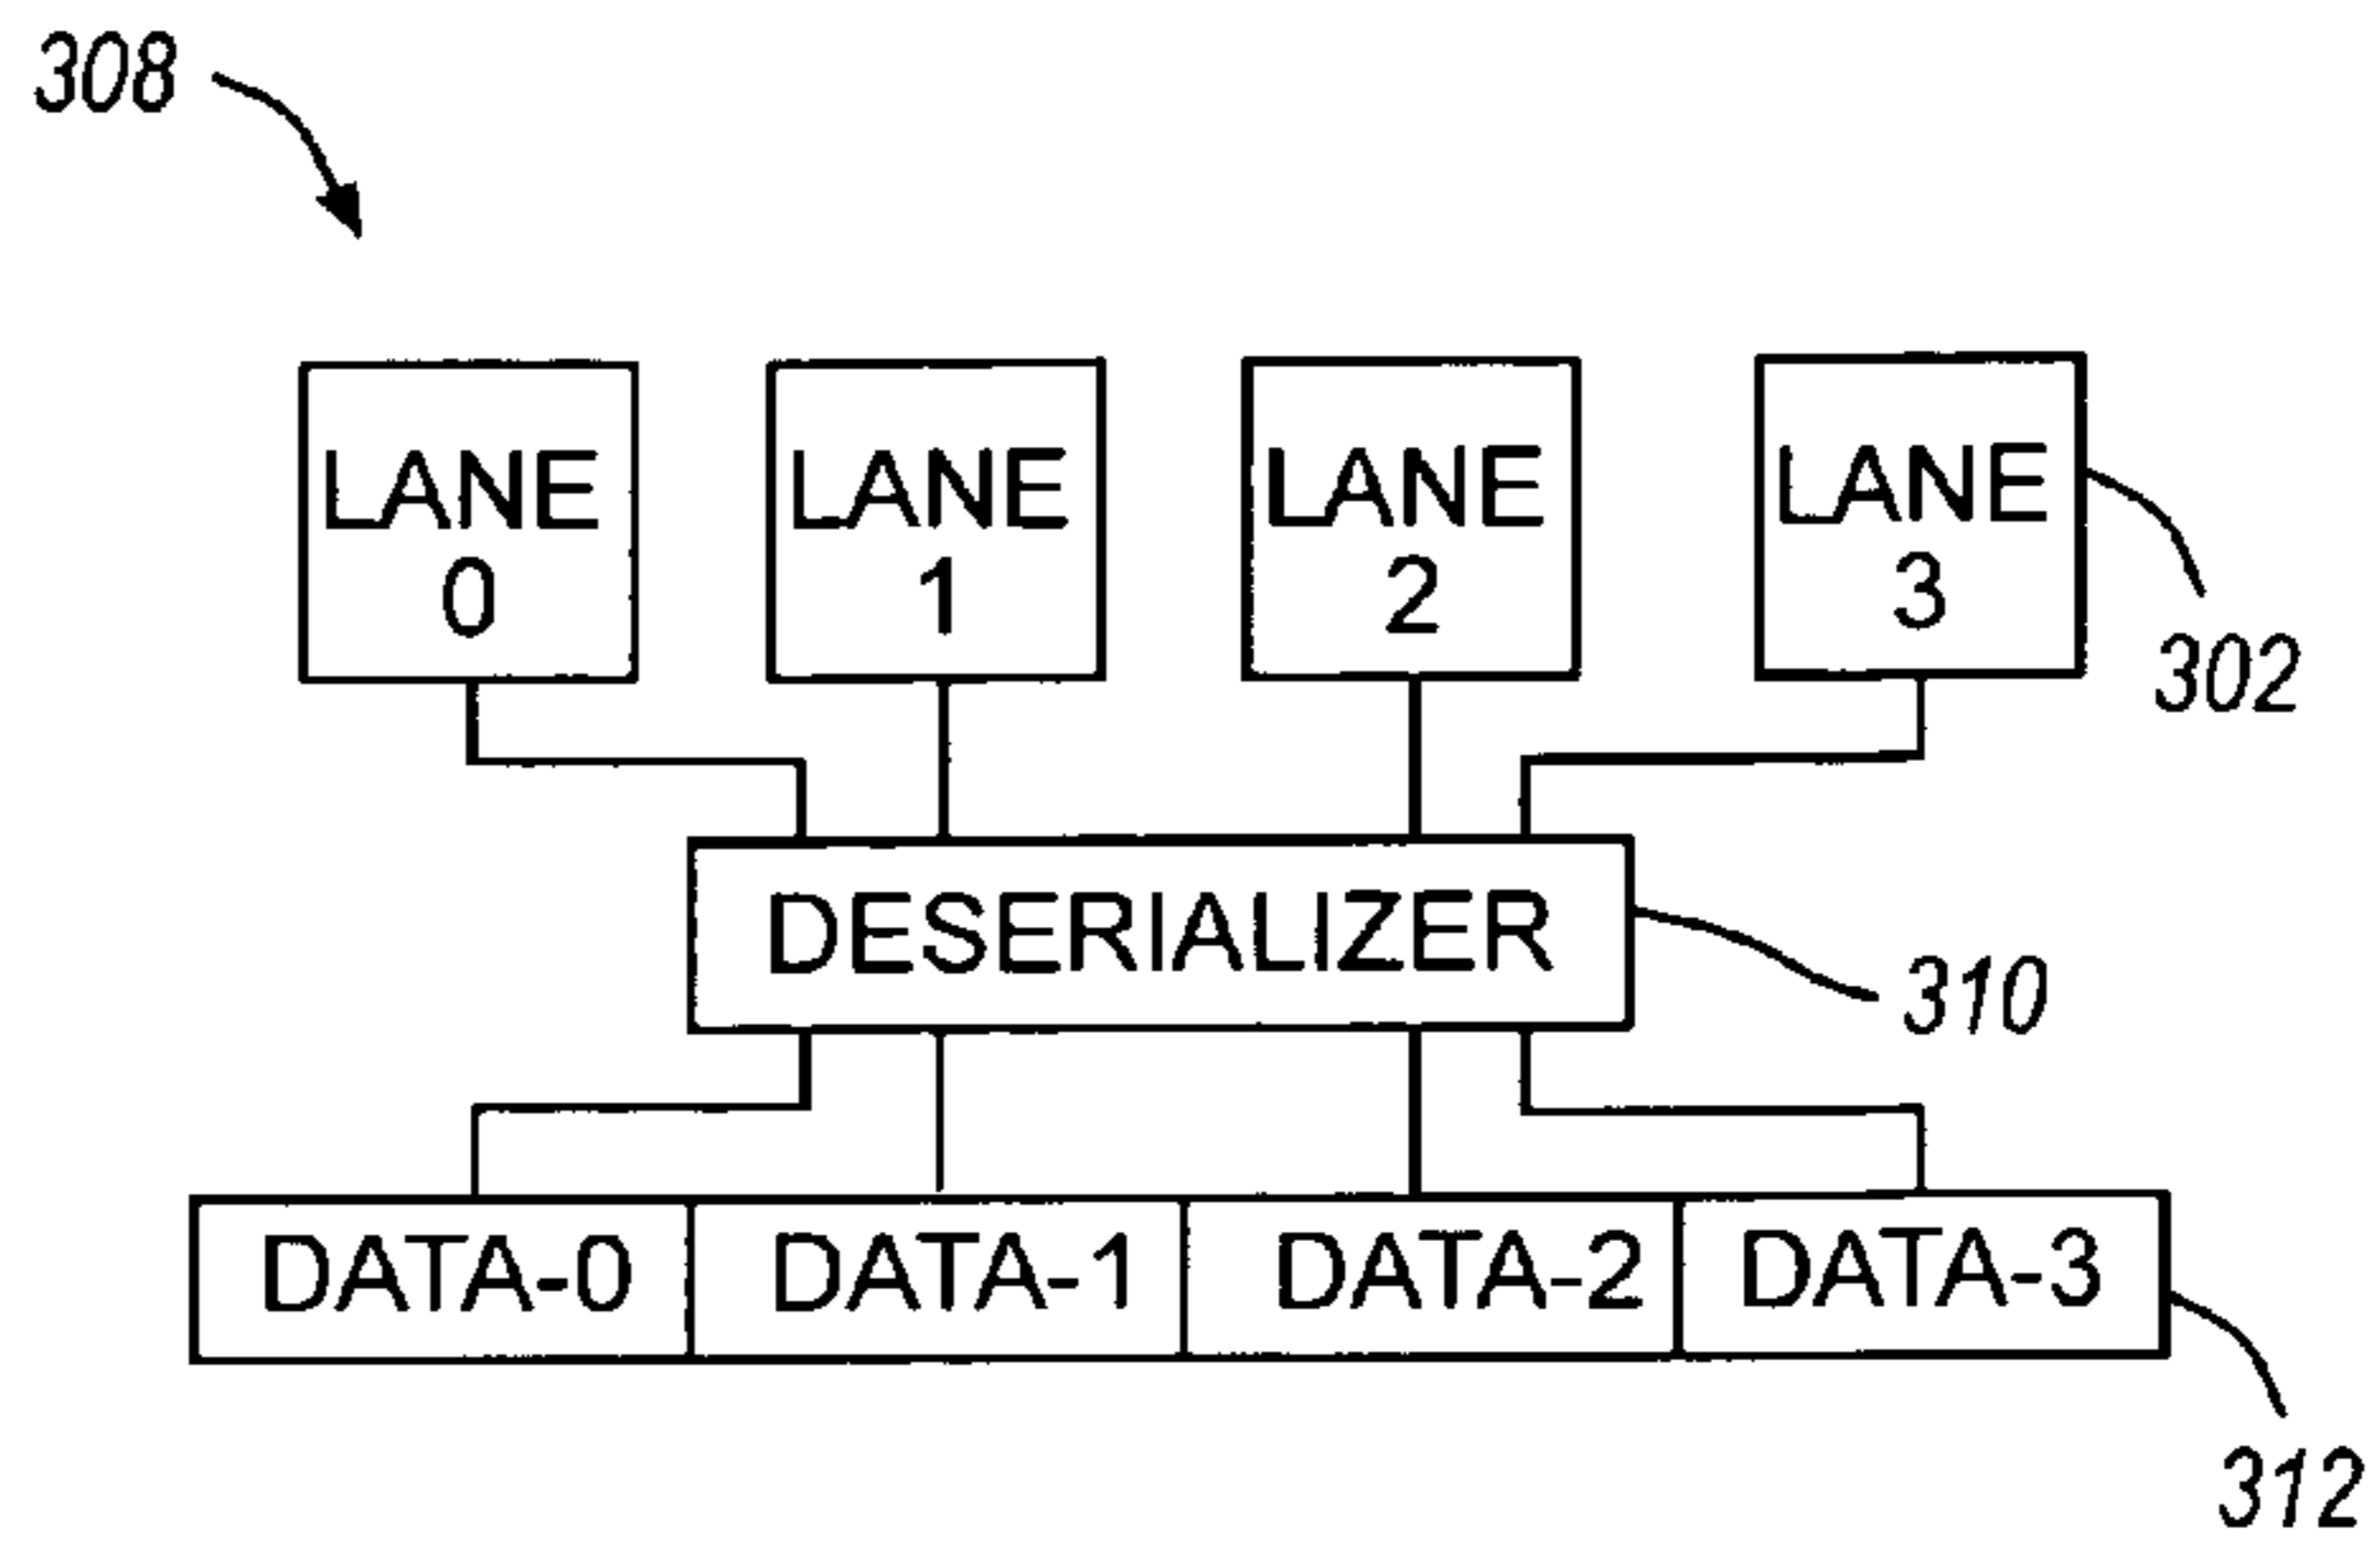 308
LANE
0
LANE
1
LANE
2
LANE
3
302
DESERIALIZER
310
DATA-0
DATA-1
DATA-2
DATA-3
312